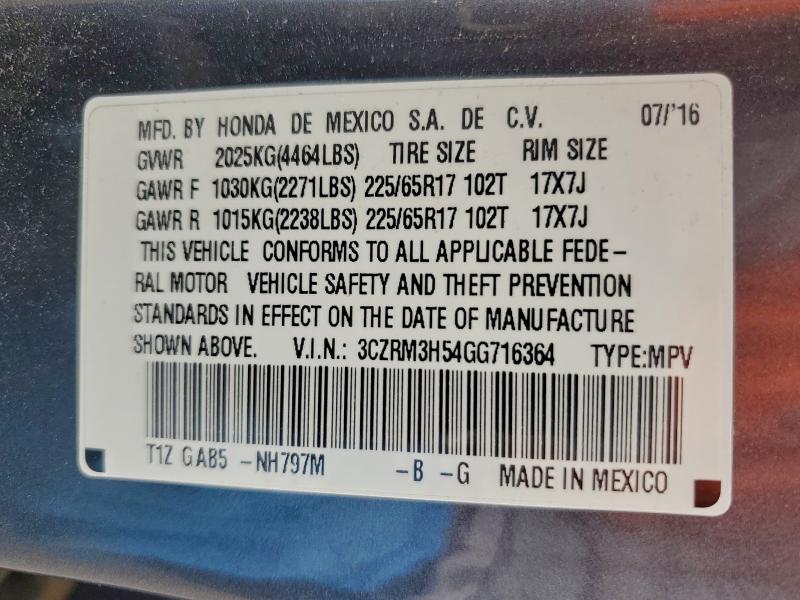 MFD. BY HONDA DE MEXICO S.A. DE C.V. 07/'16
GVWR 2025KG(4464LBS) TIRE SIZE RIM SIZE
GAWR F 1030KG(2271LBS) 225/65R17 102T 17X7J
GAWR R 1015KG(2238LBS) 225/65R17 102T 17X7J
THIS VEHICLE CONFORMS TO ALL APPLICABLE FEDE-
RAL MOTOR VEHICLE SAFETY AND THEFT PREVENTION
STANDARDS IN EFFECT ON THE DATE OF MANUFACTURE
SHOWN ABOVE. V.I.N.: 3CZRM3H54GG716364 TYPE:MPV
T1Z GAB5 -NH797M -B -G MADE IN MEXICO